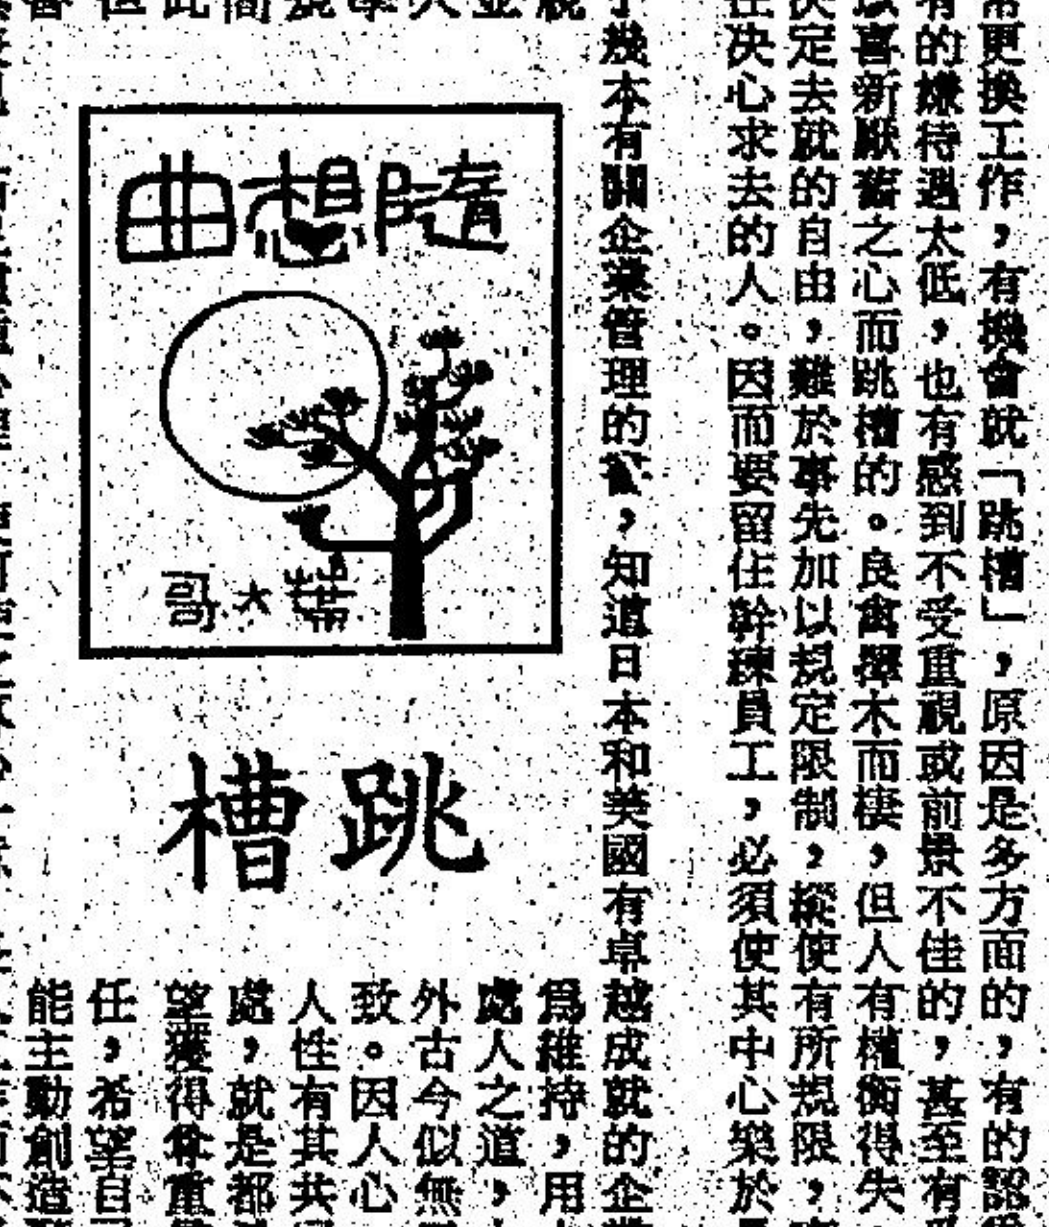 常更換工作，有機會就「跳槽」，原因是多方面的，有的認
有的嫌待遇太低，也有感到不受重視或前景不佳的，甚至有
以喜新厭舊之心而跳槽的。良禽擇木而棲，但人有權衡得失
決定去就的自由，難於事先加以規定限制，縱使有所規限，
在決心求去的人。因而要留住幹練員工，必須使其中心樂於
幾本有關企業管理的書，知道日本和美國有卓越成就的企業
隨想曲
哥大
跳槽
爲維持，用
處人之道，
外古今似無
致。因人心
人性有其共
處，就是都
望獲得尊重
任，希望自
能主動創造